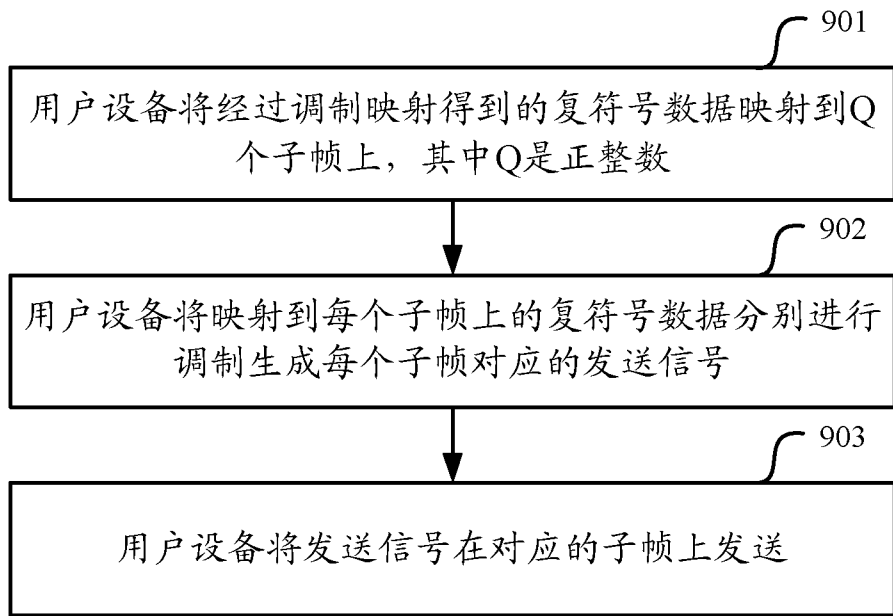 901
用户设备将经过调制映射得到的复符号数据映射到Q
个子帧上，其中Q是正整数
902
用户设备将映射到每个子帧上的复符号数据分别进行
调制生成每个子帧对应的发送信号
903
用户设备将发送信号在对应的子帧上发送